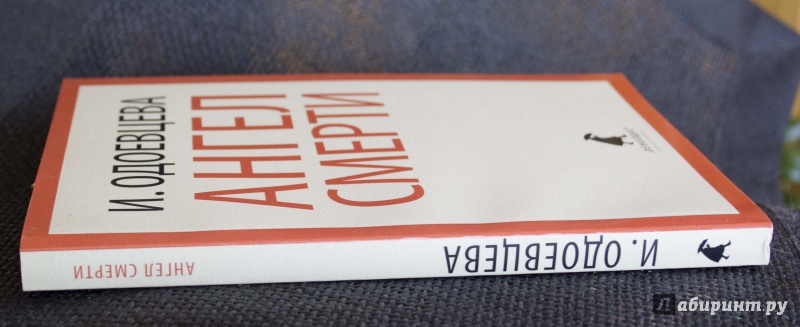 И. ОДОЕВЦЕВА
АНГЕЛ
СМЕРТИ
И. ОДОЕВЦЕВА
АНГЕЛ СМЕРТИ
Лабиринт.ру